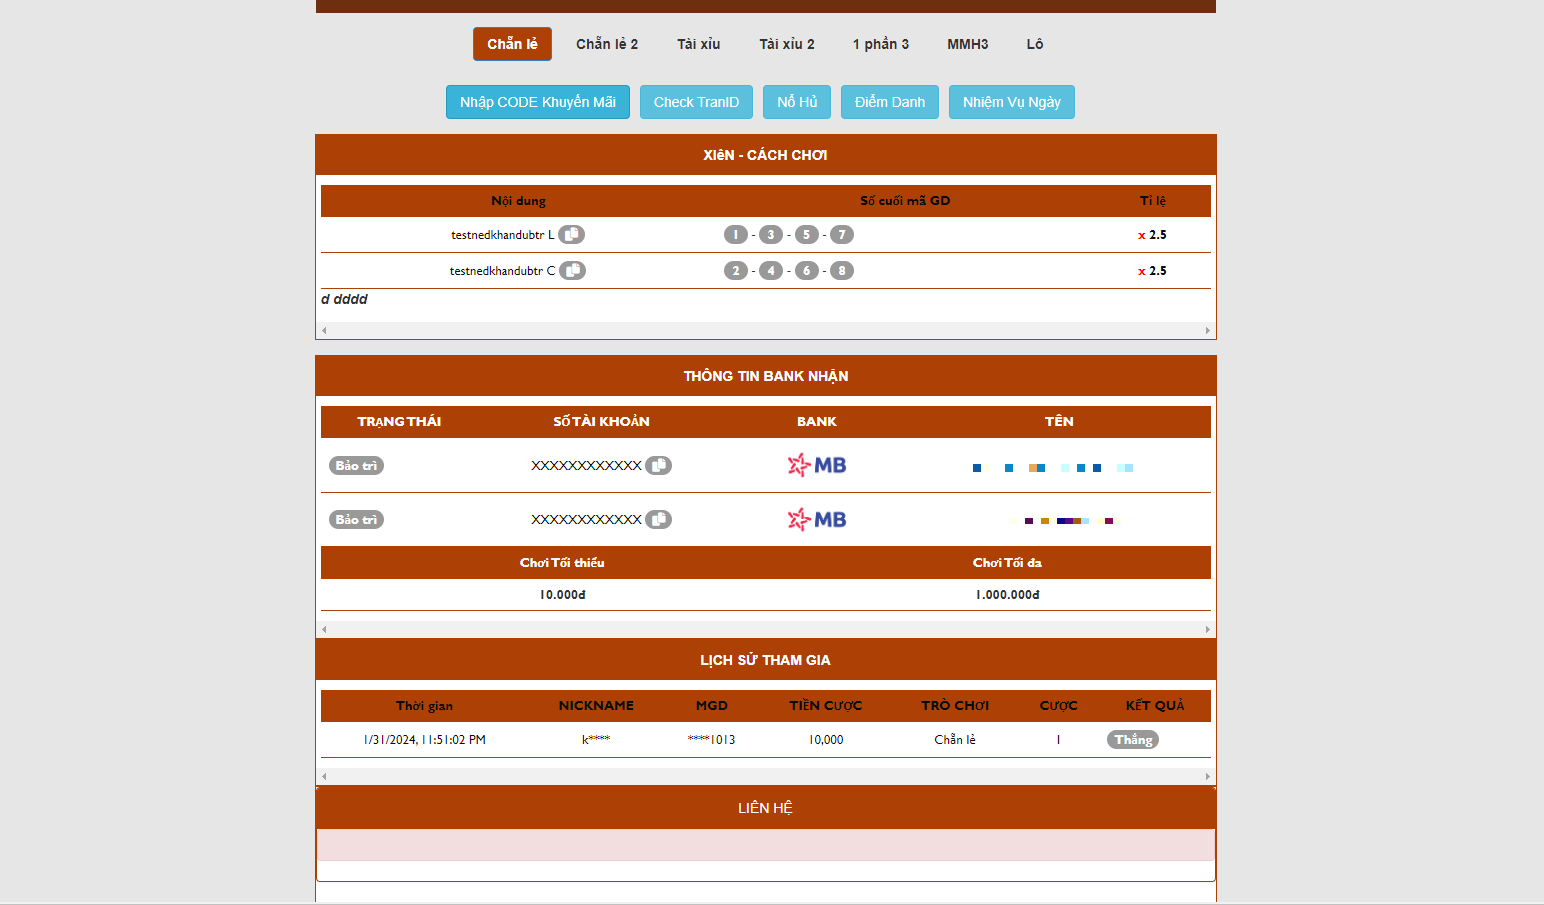 Chẵn lẻ Chẵn lẻ 2 Tài xỉu Tài xỉu 2 1 phần 3 MMH3 Lô
Nhập CODE Khuyến Mãi Check TranID Nỗ Hủ Điểm Danh Nhiệm Vụ Ngày
XIêN - CÁCH CHƠI
Nội dung Số cuối mã GD Tỉ lệ
testnedkhandubtr L 1 - 3 - 5 - 7 x 2.5
testnedkhandubtr C 2 - 4 - 6 - 8 x 2.5
d dddd
THÔNG TIN BANK NHẬN
TRẠNG THÁI SỐ TÀI KHOẢN BANK TÊN
Bảo trì XXXXXXXXXXXX MB
Bảo trì XXXXXXXXXXXX MB
Chơi Tối thiểu Chơi Tối đa
10.000đ 1.000.000đ
LỊCH SỬ THAM GIA
Thời gian NICKNAME MGD TIỀN CƯỢC TRÒ CHƠI CƯỢC KẾT QUẢ
1/31/2024, 11:51:02 PM k**** ****1013 10,000 Chẵn lẻ l Thắng
LIÊN HỆ